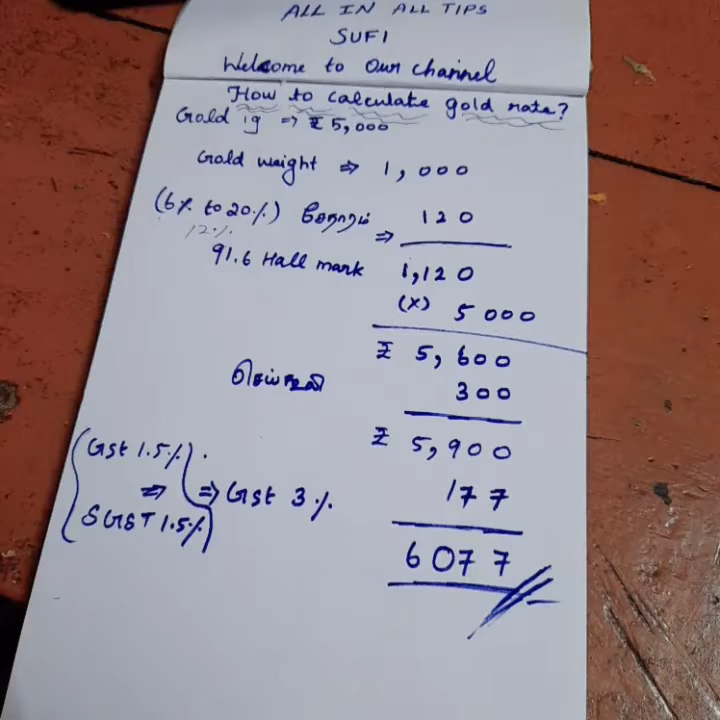 ALL IN ALL TIPS
SUFI
Welcome to Our channel
How to calculate gold rate?
Gold 1g => ₹ 5,000
Gold weight => 1,000
(6% to 20%) சேதாரம் => 120
12%
91.6 Hall mark 1,120
(x) 5000
₹ 5,600
செய்கூலி 300
₹ 5,900
(Gst 1.5%).
=> => Gst 3%. 177
SGST 1.5%)
6077